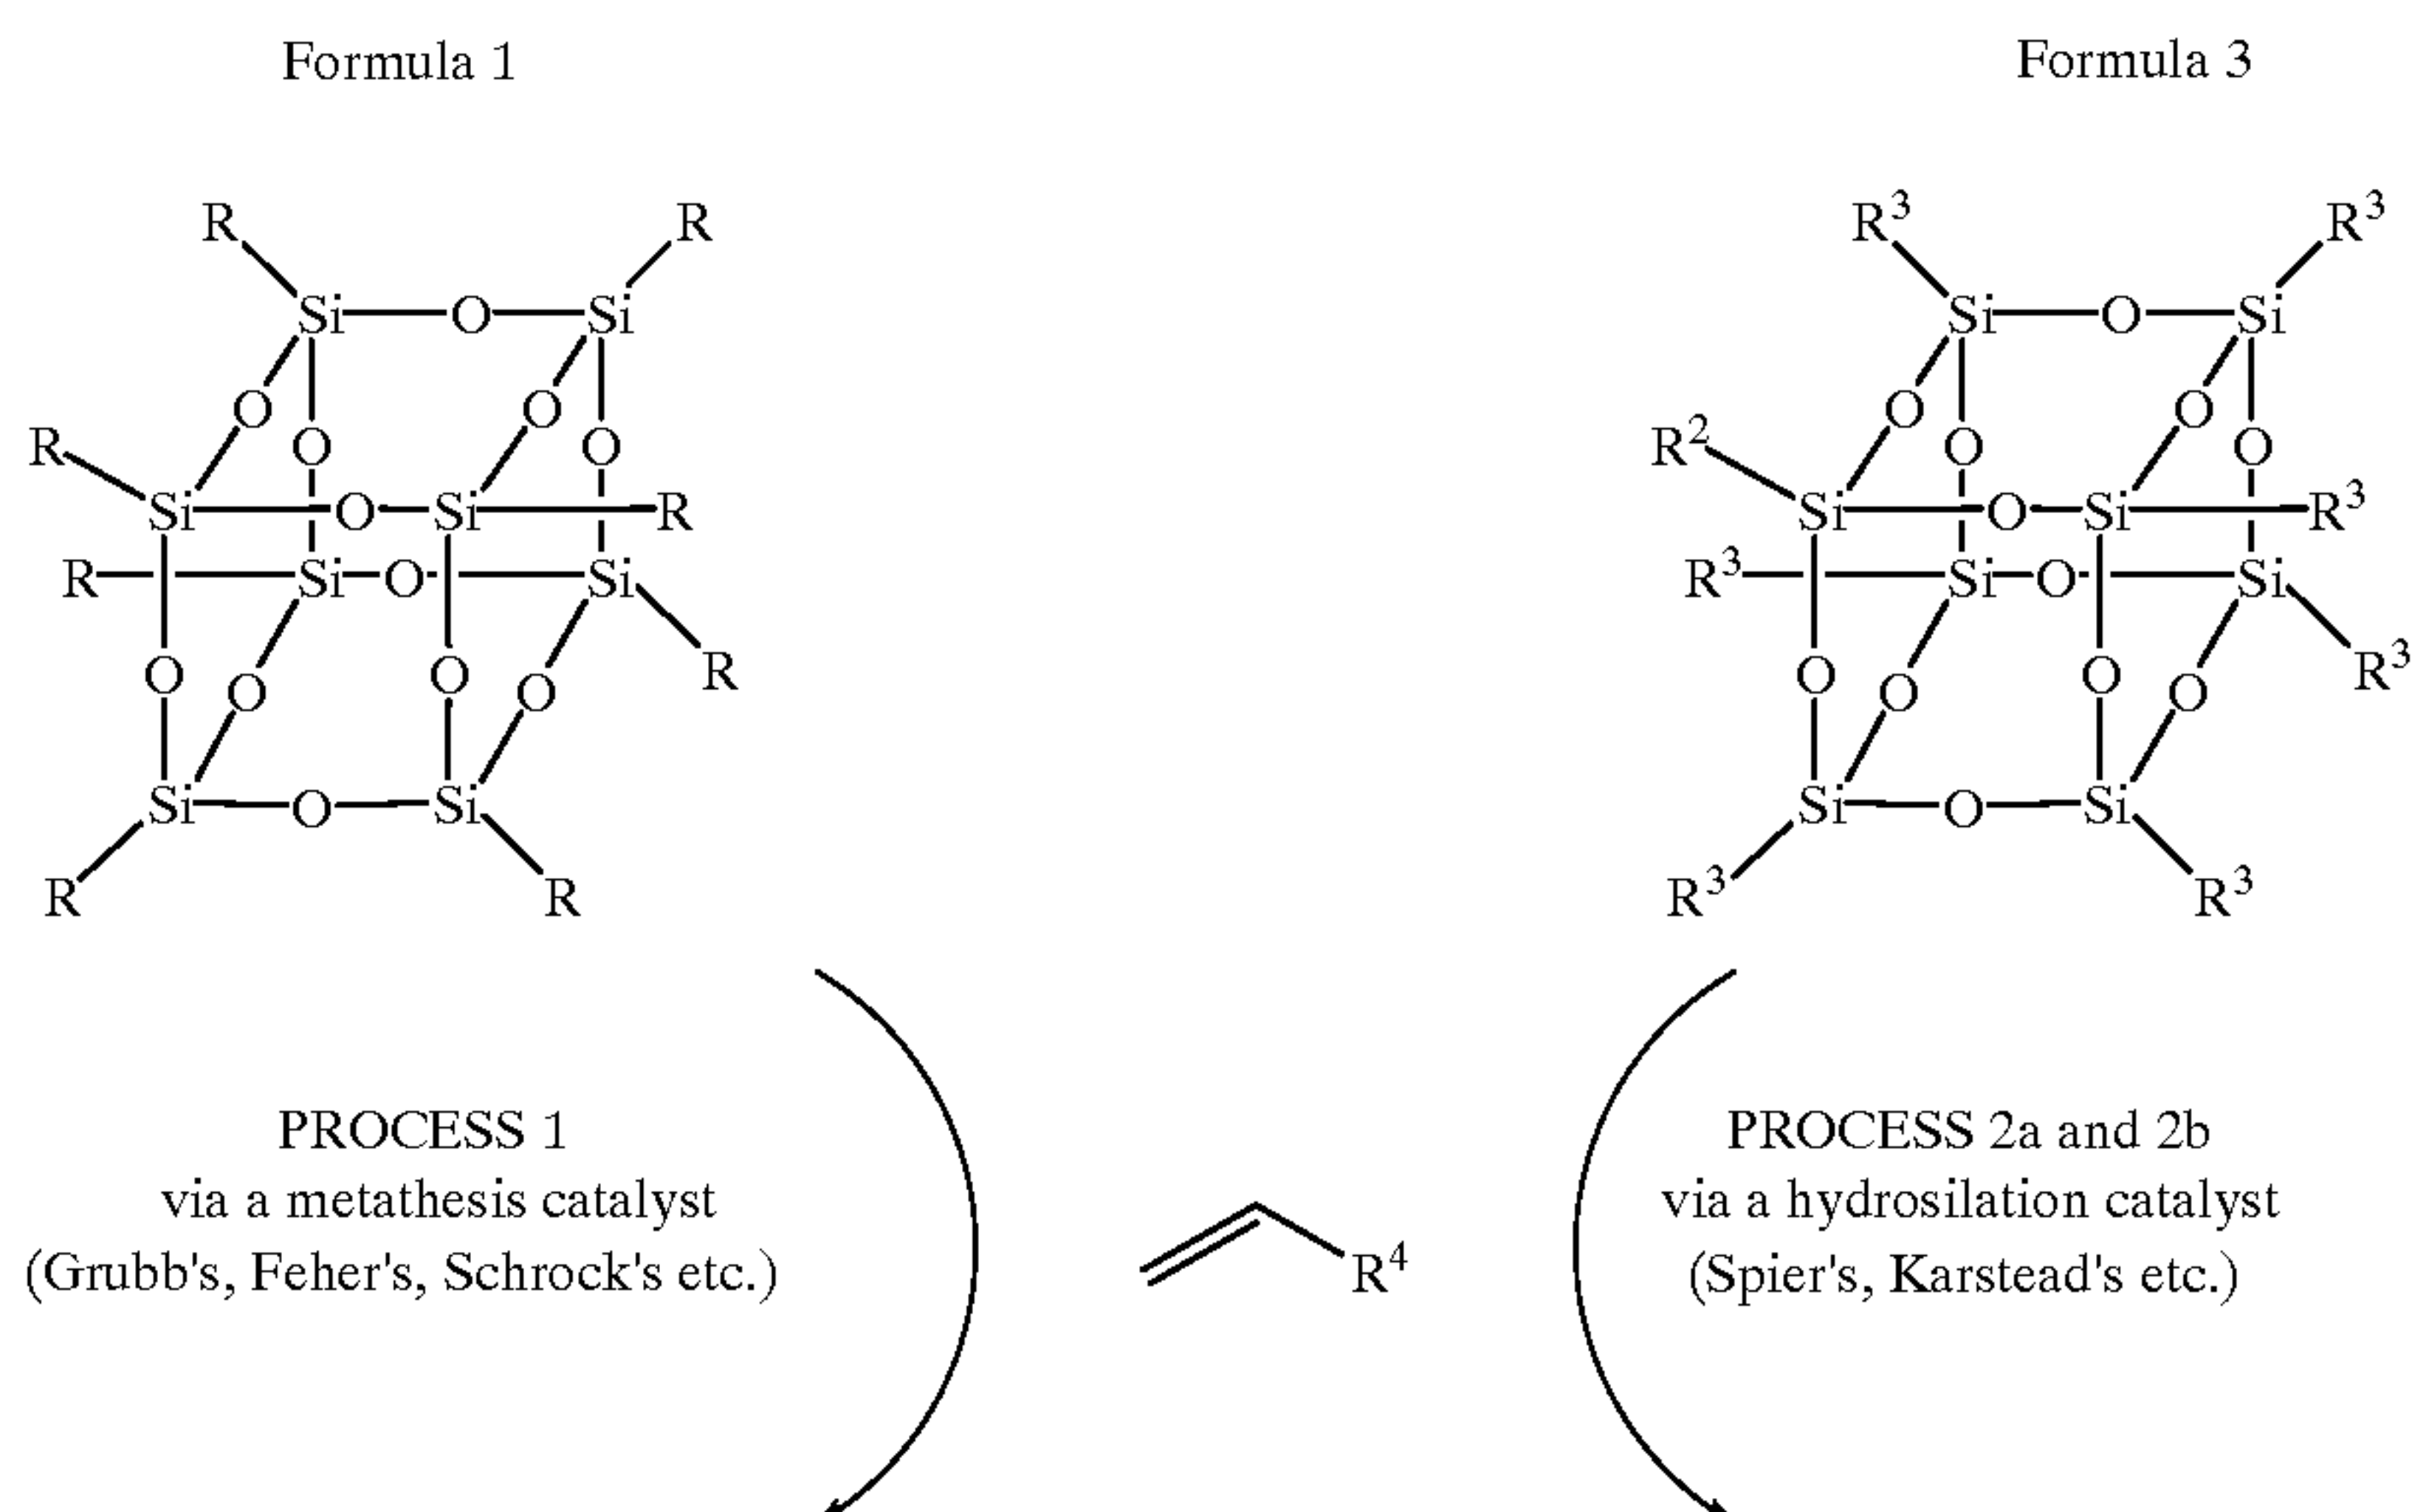 Formula 1
Formula 3
R R
R³ R³
Si O Si
Si O Si
O O
O O
O O
O O
R
R²
Si O Si R
Si O Si R³
R Si O Si
R³ Si O Si
R
R³
O O
O O
O O
O O
Si O Si
Si O Si
R R
R³ R³
PROCESS 1
via a metathesis catalyst
(Grubb's, Feher's, Schrock's etc.)
R⁴
PROCESS 2a and 2b
via a hydrosilation catalyst
(Spier's, Karstead's etc.)